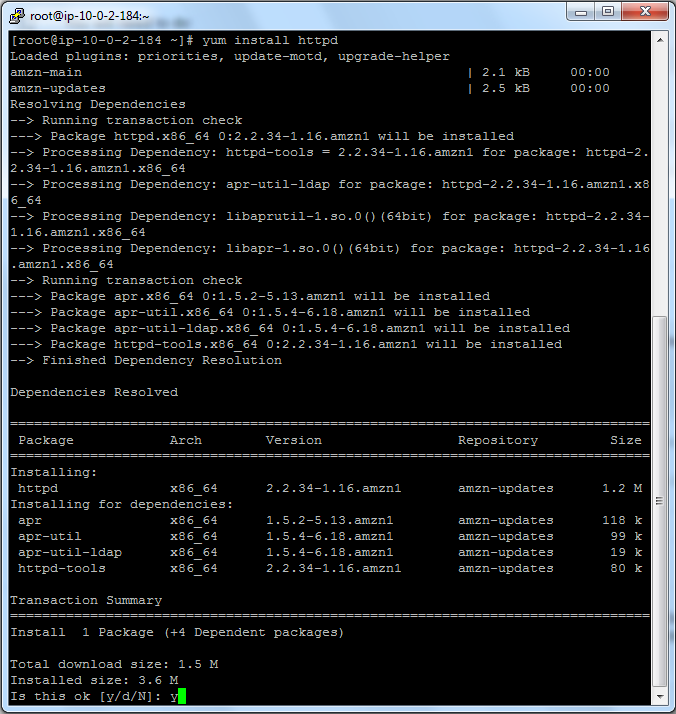 root@ip-10-0-2-184:~
[root@ip-10-0-2-184 ~]# yum install httpd
Loaded plugins: priorities, update-motd, upgrade-helper
amzn-main                                                | 2.1 kB     00:00
amzn-updates                                             | 2.5 kB     00:00
Resolving Dependencies
--> Running transaction check
---> Package httpd.x86_64 0:2.2.34-1.16.amzn1 will be installed
--> Processing Dependency: httpd-tools = 2.2.34-1.16.amzn1 for package: httpd-2.
2.34-1.16.amzn1.x86_64
--> Processing Dependency: apr-util-ldap for package: httpd-2.2.34-1.16.amzn1.x8
6_64
--> Processing Dependency: libaprutil-1.so.0()(64bit) for package: httpd-2.2.34-
1.16.amzn1.x86_64
--> Processing Dependency: libapr-1.so.0()(64bit) for package: httpd-2.2.34-1.16
.amzn1.x86_64
--> Running transaction check
---> Package apr.x86_64 0:1.5.2-5.13.amzn1 will be installed
---> Package apr-util.x86_64 0:1.5.4-6.18.amzn1 will be installed
---> Package apr-util-ldap.x86_64 0:1.5.4-6.18.amzn1 will be installed
---> Package httpd-tools.x86_64 0:2.2.34-1.16.amzn1 will be installed
--> Finished Dependency Resolution
Dependencies Resolved
================================================================================
 Package            Arch        Version                 Repository         Size
================================================================================
Installing:
 httpd              x86_64      2.2.34-1.16.amzn1       amzn-updates      1.2 M
Installing for dependencies:
 apr                x86_64      1.5.2-5.13.amzn1        amzn-updates      118 k
 apr-util           x86_64      1.5.4-6.18.amzn1        amzn-updates       99 k
 apr-util-ldap      x86_64      1.5.4-6.18.amzn1        amzn-updates       19 k
 httpd-tools        x86_64      2.2.34-1.16.amzn1       amzn-updates       80 k
Transaction Summary
================================================================================
Install  1 Package (+4 Dependent packages)
Total download size: 1.5 M
Installed size: 3.6 M
Is this ok [y/d/N]: y